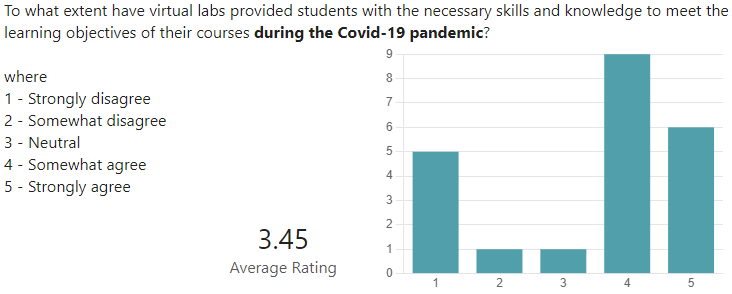 To what extent have virtual labs provided students with the necessary skills and knowledge to meet the
learning objectives of their courses during the Covid-19 pandemic?
where
1 - Strongly disagree
2 - Somewhat disagree
3 - Neutral
4 - Somewhat agree
5 - Strongly agree
3.45
Average Rating
9
8
7
6
5
4
3
2
1
0
1 2 3 4 5